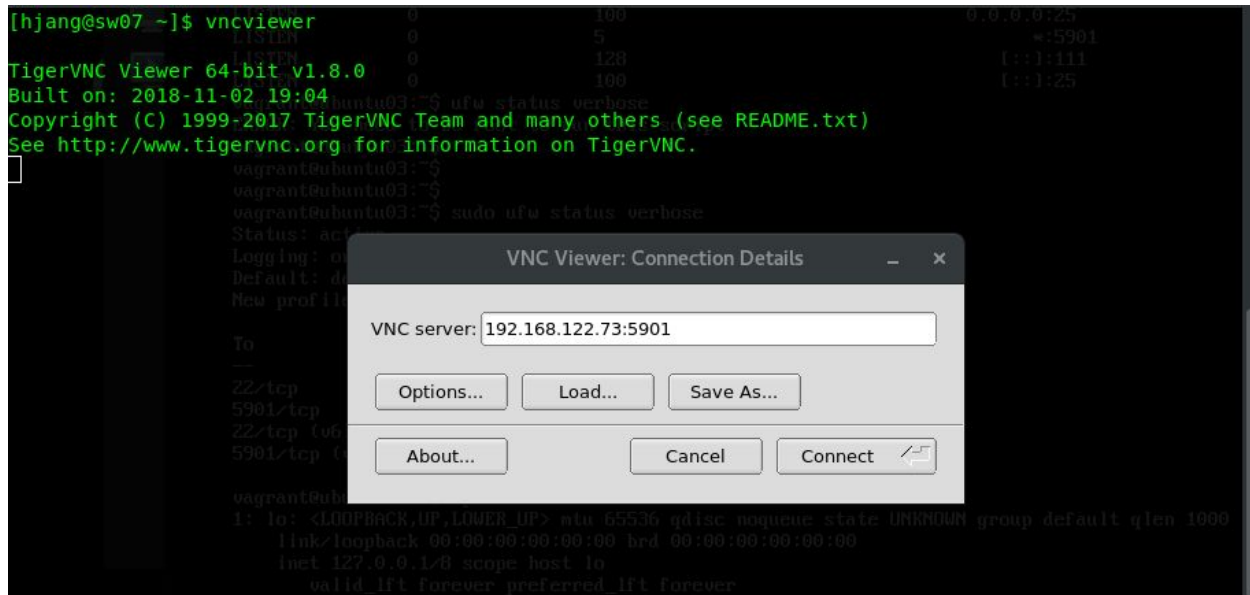 [hjang@sw07 ~]$ vncviewer
LISTEN 0 100 0.0.0.0:25
LISTEN 0 5 *:5901
LISTEN 0 128 [::]:111
LISTEN 0 100 [::]:25
TigerVNC Viewer 64-bit v1.8.0
Built on: 2018-11-02 19:04
vagrant@ubuntu03:~$ ufw status verbose
Copyright (C) 1999-2017 TigerVNC Team and many others (see README.txt)
See http://www.tigervnc.org for information on TigerVNC.
vagrant@ubuntu03:~$
vagrant@ubuntu03:~$
vagrant@ubuntu03:~$ sudo ufw status verbose
Status:
Logging:
Default:
New
VNC Viewer: Connection Details
VNC server: 192.168.122.73:5901
To
--
Options... Load... Save As...
22/tcp
5901/tcp
22/tcp (v6
5901/tcp (
About... Cancel Connect
1: lo: <LOOPBACK,UP,LOWER_UP> mtu 65536 qdisc noqueue state UNKNOWN group default qlen 1000
link/loopback 00:00:00:00:00:00 brd 00:00:00:00:00:00
inet 127.0.0.1/8 scope host lo
valid_lft forever preferred_lft forever